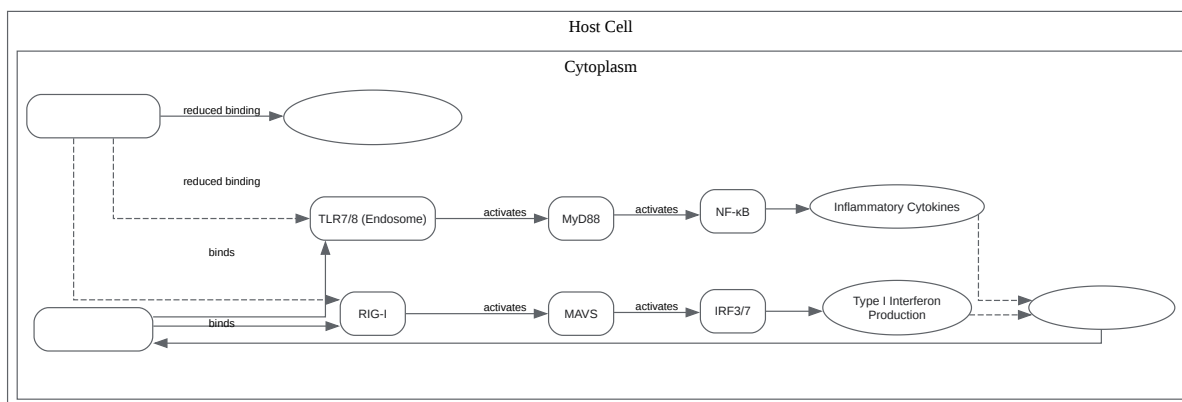 Host Cell
Cytoplasm
reduced binding
reduced binding
TLR7/8 (Endosome)
activates
MyD88
activates
NF-κB
Inflammatory Cytokines
binds
binds
RIG-I
activates
MAVS
activates
IRF3/7
Type I Interferon
Production